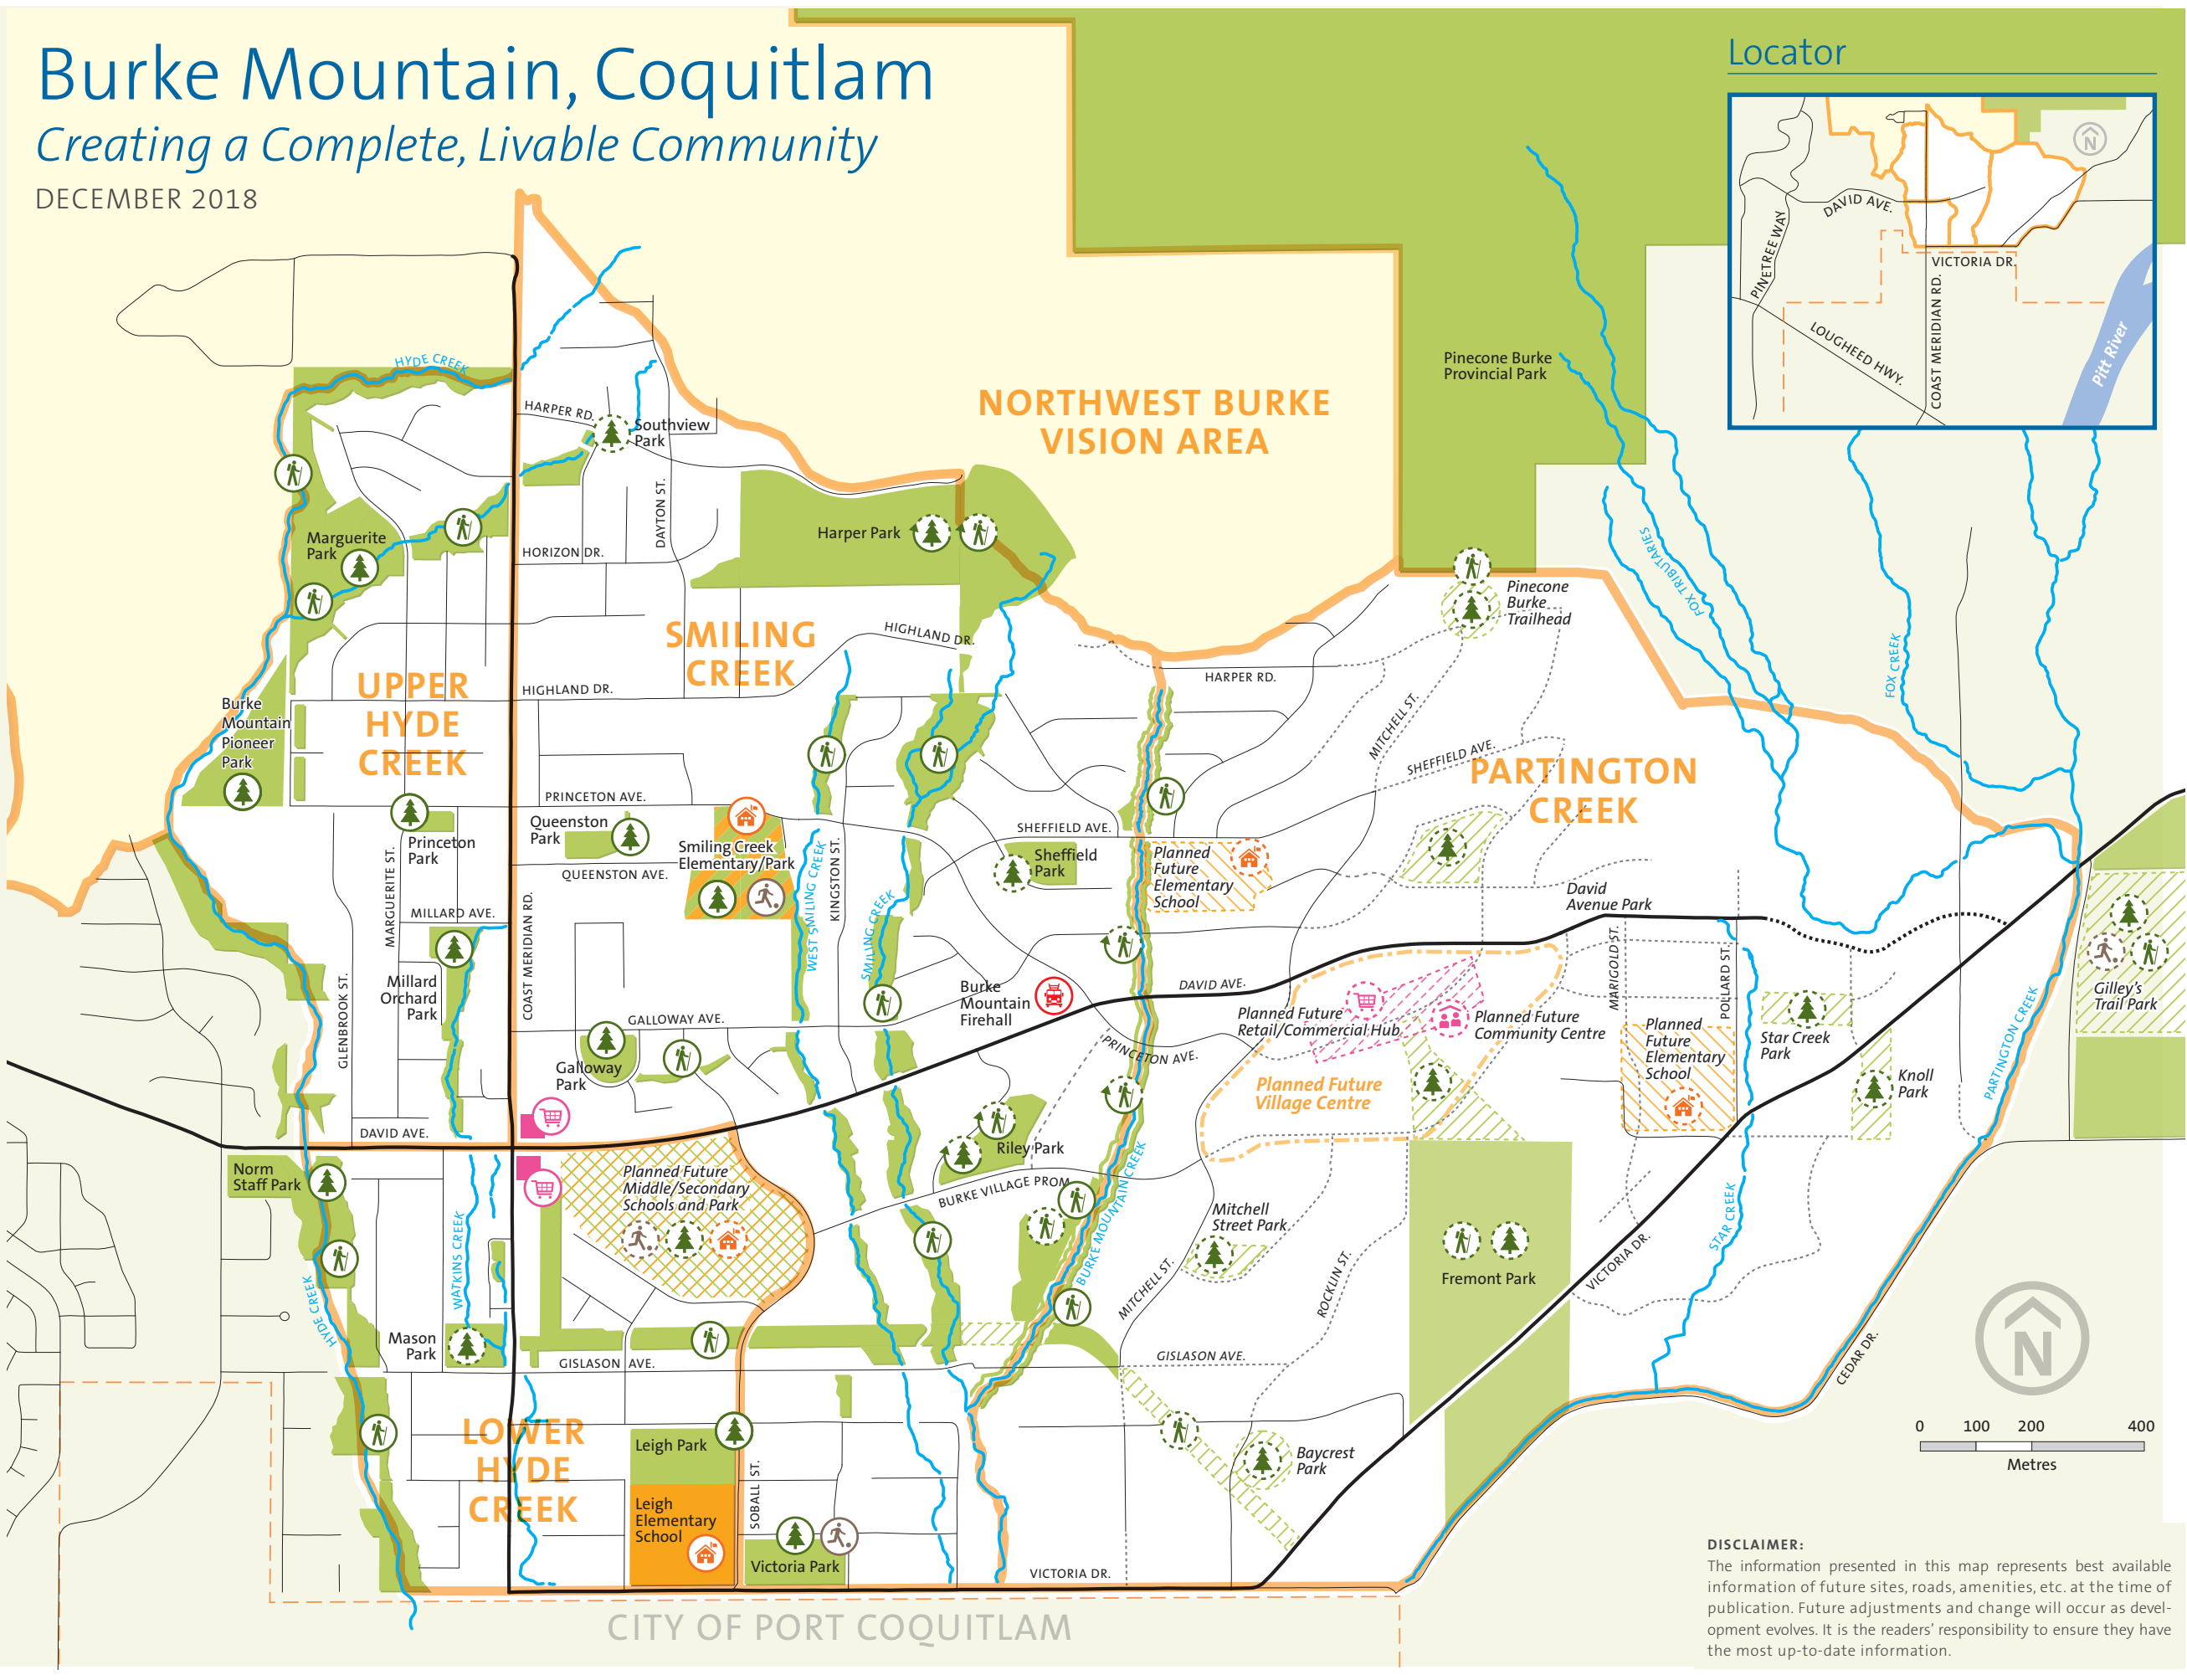 Burke Mountain, Coquitlam
Creating a Complete, Livable Community
DECEMBER 2018
Locator
N
DAVID AVE.
PINETREE WAY
VICTORIA DR.
COAST MERIDIAN RD.
LOUGHEED HWY.
Pitt River
HYDE CREEK
HARPER RD.
Southview
Park
NORTHWEST BURKE
VISION AREA
Pinecone Burke
Provincial Park
DAYTON ST.
Marguerite
Park
HORIZON DR.
Harper Park
FOX TRIBUTARIES
Pinecone
Burke
Trailhead
SMILING
CREEK
HIGHLAND DR.
FOX CREEK
UPPER
HYDE
CREEK
HIGHLAND DR.
HARPER RD.
Burke
Mountain
Pioneer
Park
MITCHELL ST.
SHEFFIELD AVE.
PARTINGTON
CREEK
PRINCETON AVE.
Princeton
Park
Queenston
Park
Smiling Creek
Elementary/Park
QUEENSTON AVE.
SHEFFIELD AVE.
Sheffield
Park
Planned
Future
Elementary
School
MARGUERITE ST.
MILLARD AVE.
COAST MERIDIAN RD.
WEST SMILING CREEK
KINGSTON ST.
SMILING CREEK
David
Avenue Park
Millard
Orchard
Park
GLENBROOK ST.
Burke
Mountain
Firehall
DAVID AVE.
MARIGOLD ST.
POLLARD ST.
Gilley's
Trail Park
GALLOWAY AVE.
Galloway
Park
Planned Future
Retail/Commercial Hub
Planned Future
Community Centre
Planned
Future
Elementary
School
Star Creek
Park
PARTINGTON CREEK
PRINCETON AVE.
Planned Future
Village Centre
Knoll
Park
DAVID AVE.
Riley Park
Norm
Staff Park
Planned Future
Middle/Secondary
Schools and Park
BURKE VILLAGE PROM.
BURKE MOUNTAIN CREEK
Mitchell
Street Park
WATKINS CREEK
HYDE CREEK
MITCHELL ST.
ROCKLIN ST.
Fremont Park
VICTORIA DR.
STAR CREEK
Mason
Park
GISLASON AVE.
GISLASON AVE.
CEDAR DR.
N
0 100 200 400
Metres
LOWER
HYDE
CREEK
Leigh Park
Leigh
Elementary
School
SOBALL ST.
Victoria Park
Baycrest
Park
VICTORIA DR.
CITY OF PORT COQUITLAM
DISCLAIMER:
The information presented in this map represents best available
information of future sites, roads, amenities, etc. at the time of
publication. Future adjustments and change will occur as devel-
opment evolves. It is the readers' responsibility to ensure they have
the most up-to-date information.